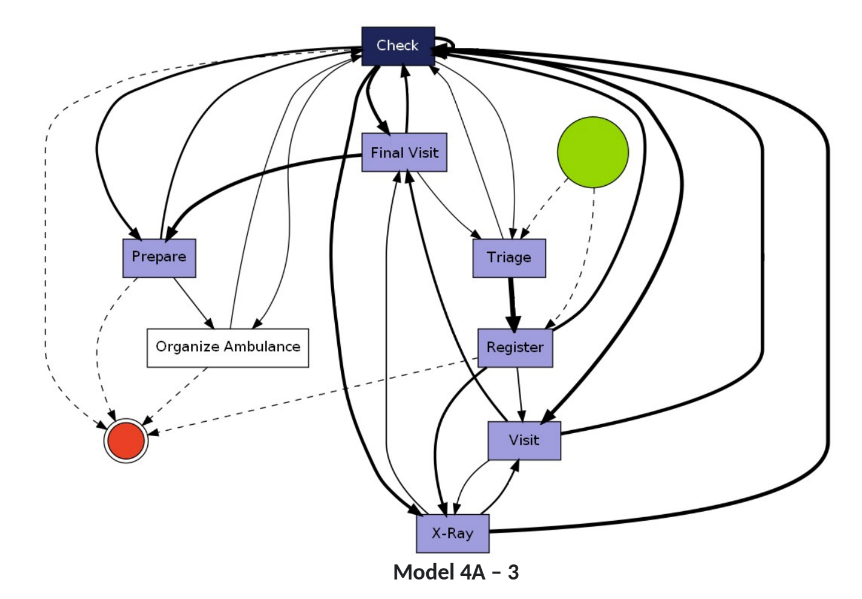 Check
Final Visit
Prepare
Triage
Organize Ambulance
Register
Visit
X-Ray
Model 4A – 3